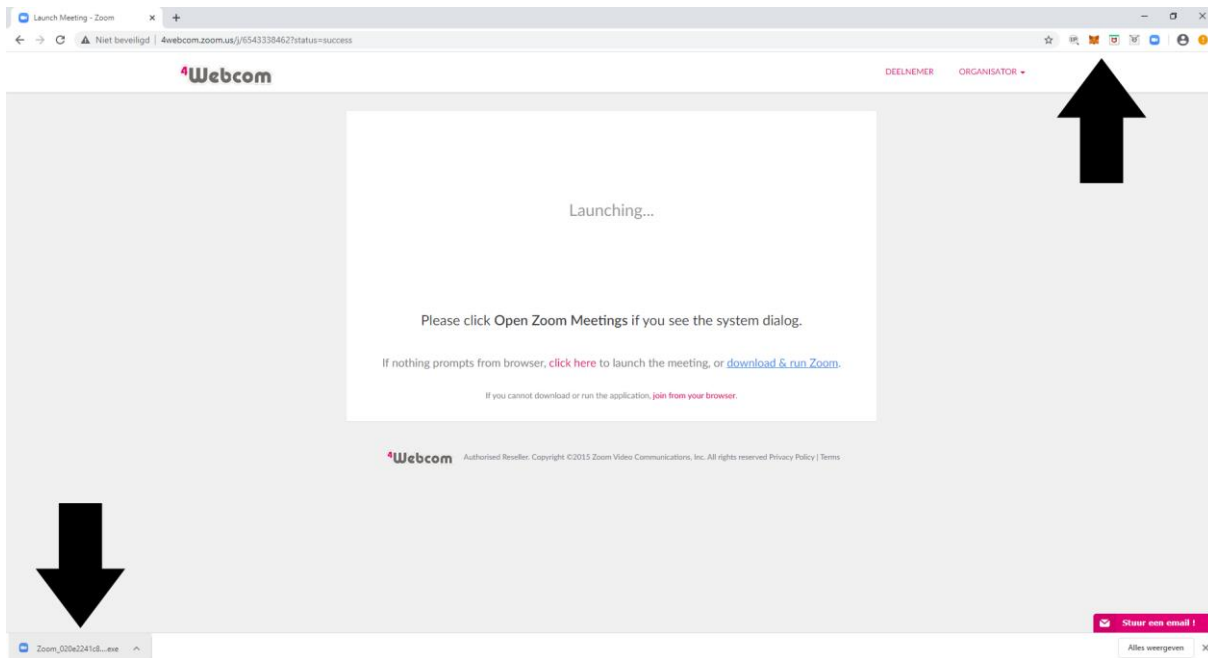 Launch Meeting - Zoom
Niet beveiligd | 4webcom.zoom.us/j/6543338462?status=success
4Webcom
DEELNEMER ORGANISATOR
Launching...
Please click Open Zoom Meetings if you see the system dialog.
If nothing prompts from browser, click here to launch the meeting, or download & run Zoom.
If you cannot download or run the application, join from your browser.
4Webcom Authorised Reseller. Copyright ©2015 Zoom Video Communications, Inc. All rights reserved Privacy Policy | Terms
Stuur een email !
Zoom_020e2241c8....exe
Alles weergeven